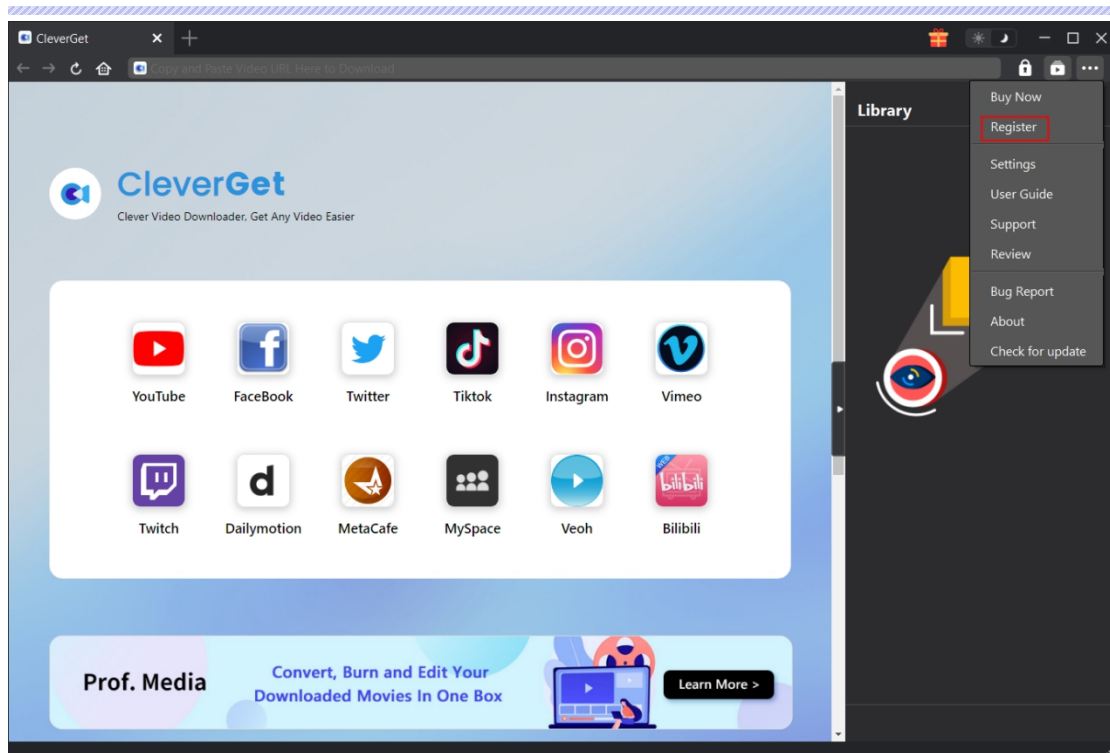 CleverGet
Copy and Paste Video URL Here to Download
Buy Now
Register
Settings
User Guide
Support
Review
Bug Report
About
Check for update
Library
CleverGet
Clever Video Downloader, Get Any Video Easier
YouTube FaceBook Twitter Tiktok Instagram Vimeo
Twitch Dailymotion MetaCafe MySpace Veoh Bilibili
WEB
bilibili
Prof. Media
Convert, Burn and Edit Your
Downloaded Movies In One Box
Learn More >